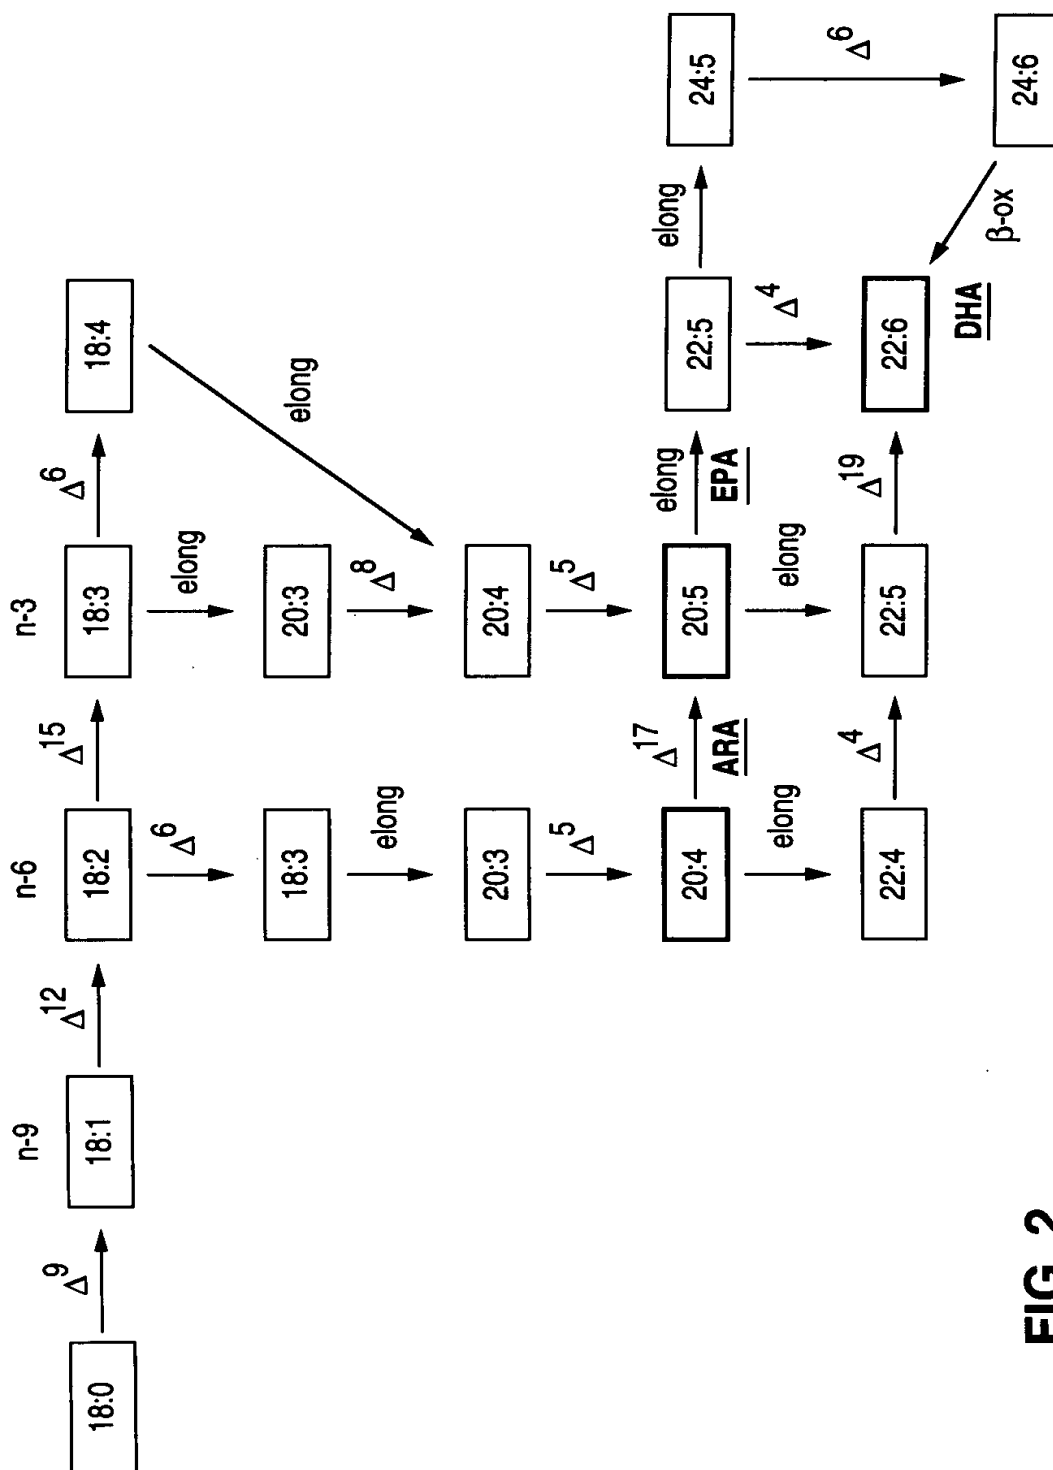 n-9 n-6 n-3
Δ9 Δ12 Δ15 Δ6
18:0 18:1 18:2 18:3 18:4
Δ6 elong
18:3 20:3 elong
elong Δ8
20:3 20:4
Δ5 Δ5
Δ17 elong elong
20:4 20:5 22:5 24:5
ARA EPA
elong elong Δ4
Δ4 Δ19 Δ6
22:4 22:5 22:6
DHA
β-ox
24:6
FIG_2